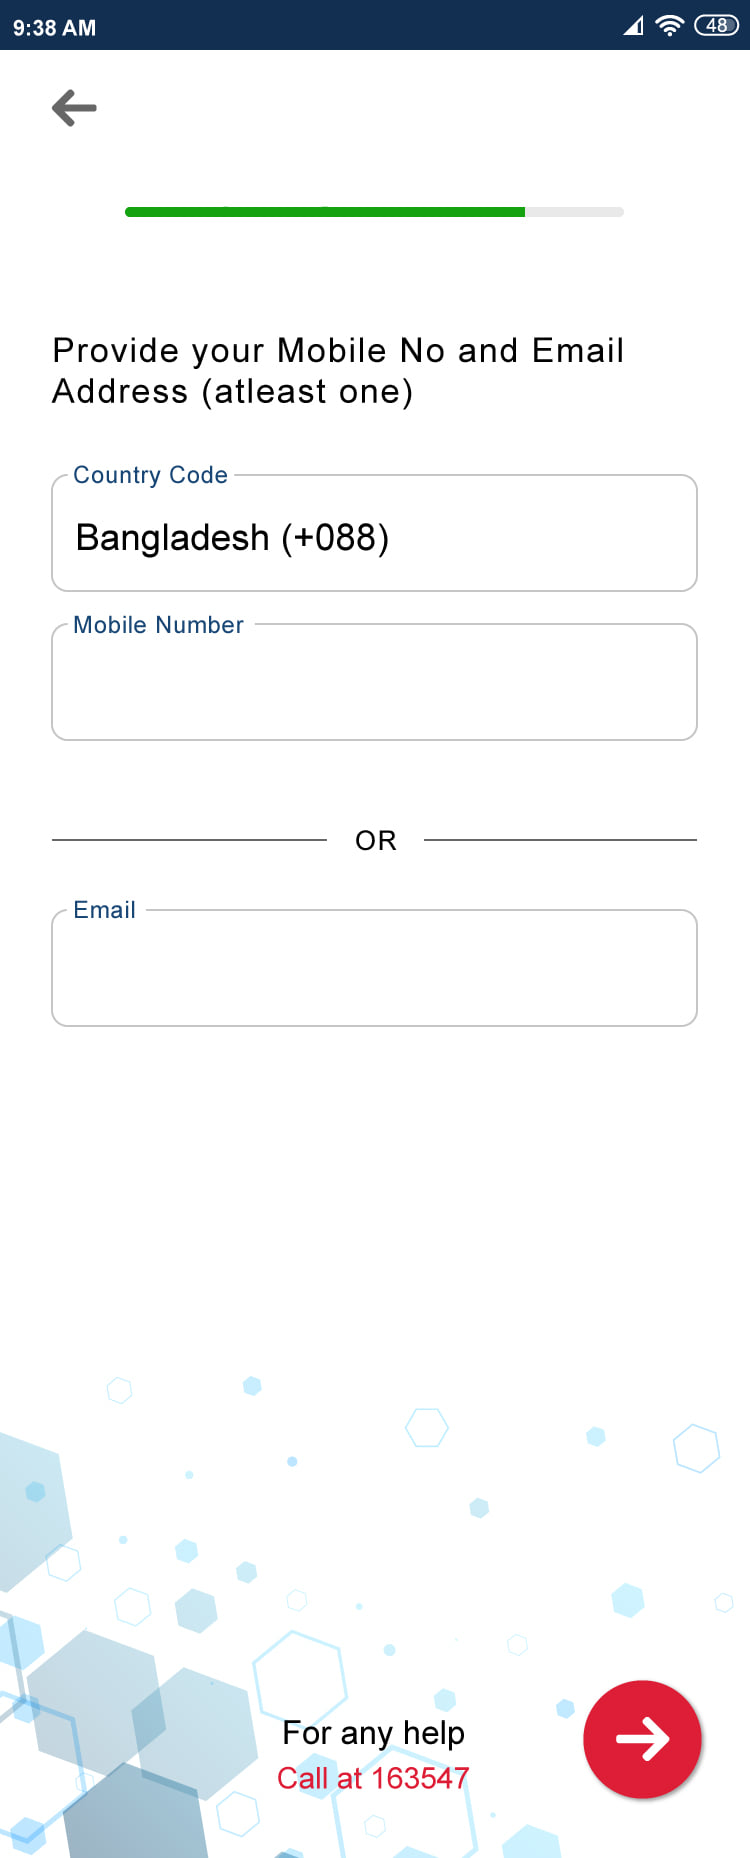 9:38 AM
48
Provide your Mobile No and Email
Address (atleast one)
Country Code
Bangladesh (+088)
Mobile Number
OR
Email
For any help
Call at 163547